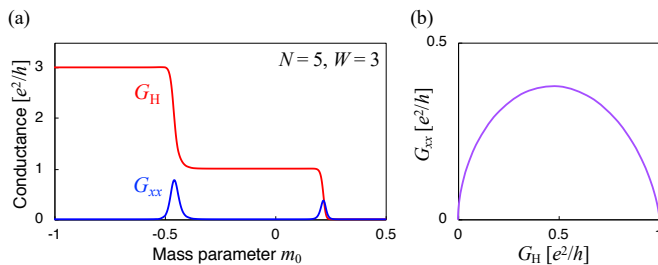 (a)
N = 5, W = 3
Conductance [e²/h]
3
2
1
0
G_H
G_xx
-1
-0.5
0
0.5
Mass parameter m₀
(b)
G_xx [e²/h]
0.5
0
0
0.5
1
G_H [e²/h]